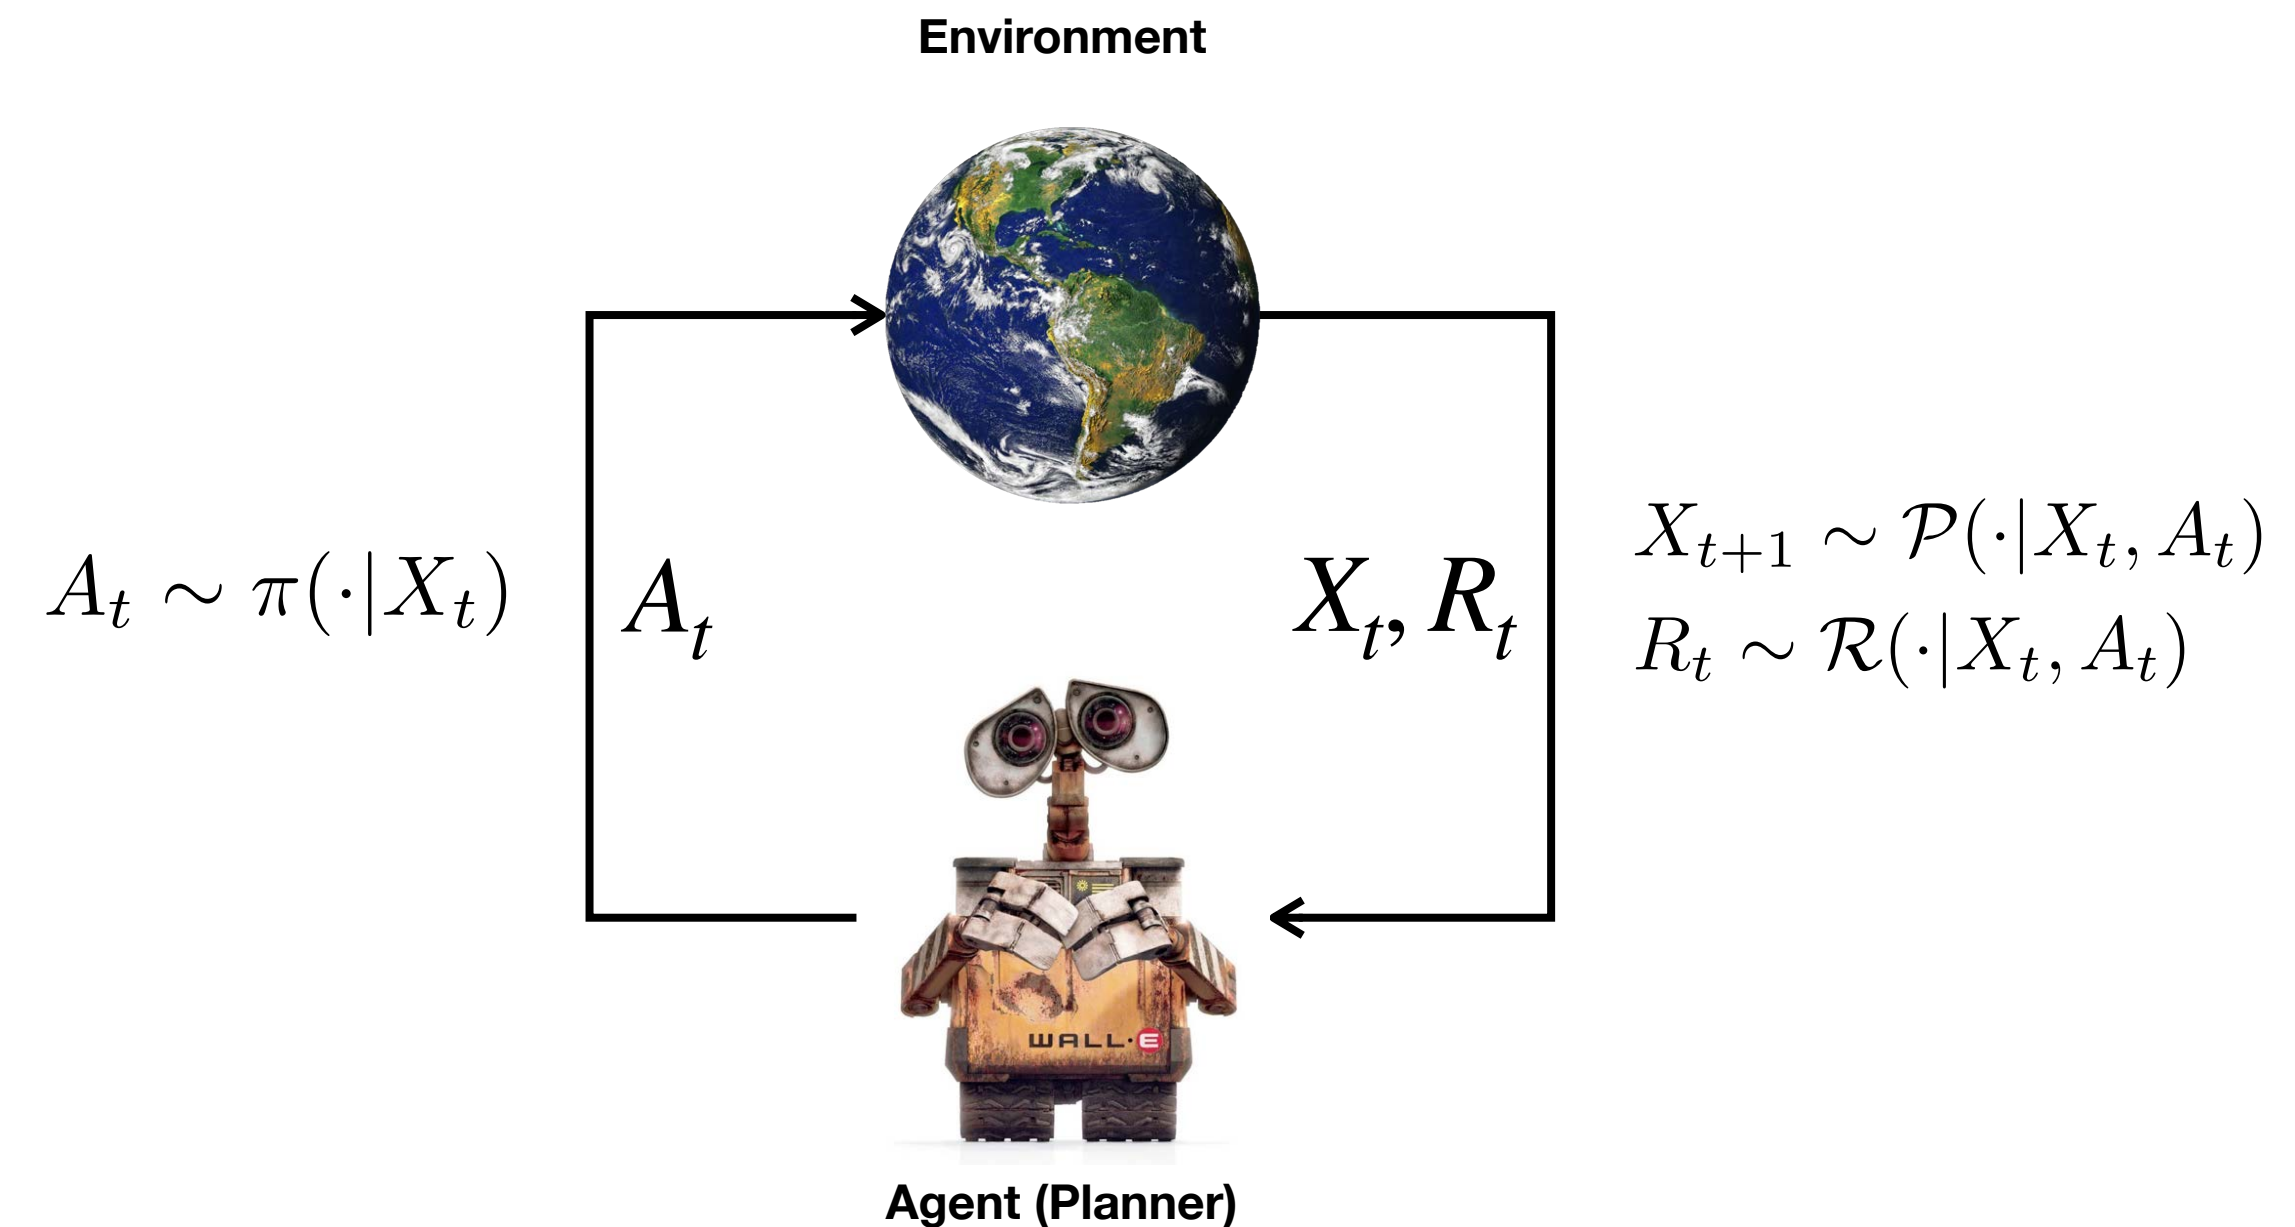 Environment
A_t ∼ π(·|X_t)
A_t
X_t, R_t
X_{t+1} ∼ 𝒫(·|X_t, A_t)
R_t ∼ ℛ(·|X_t, A_t)
WALL·E
Agent (Planner)